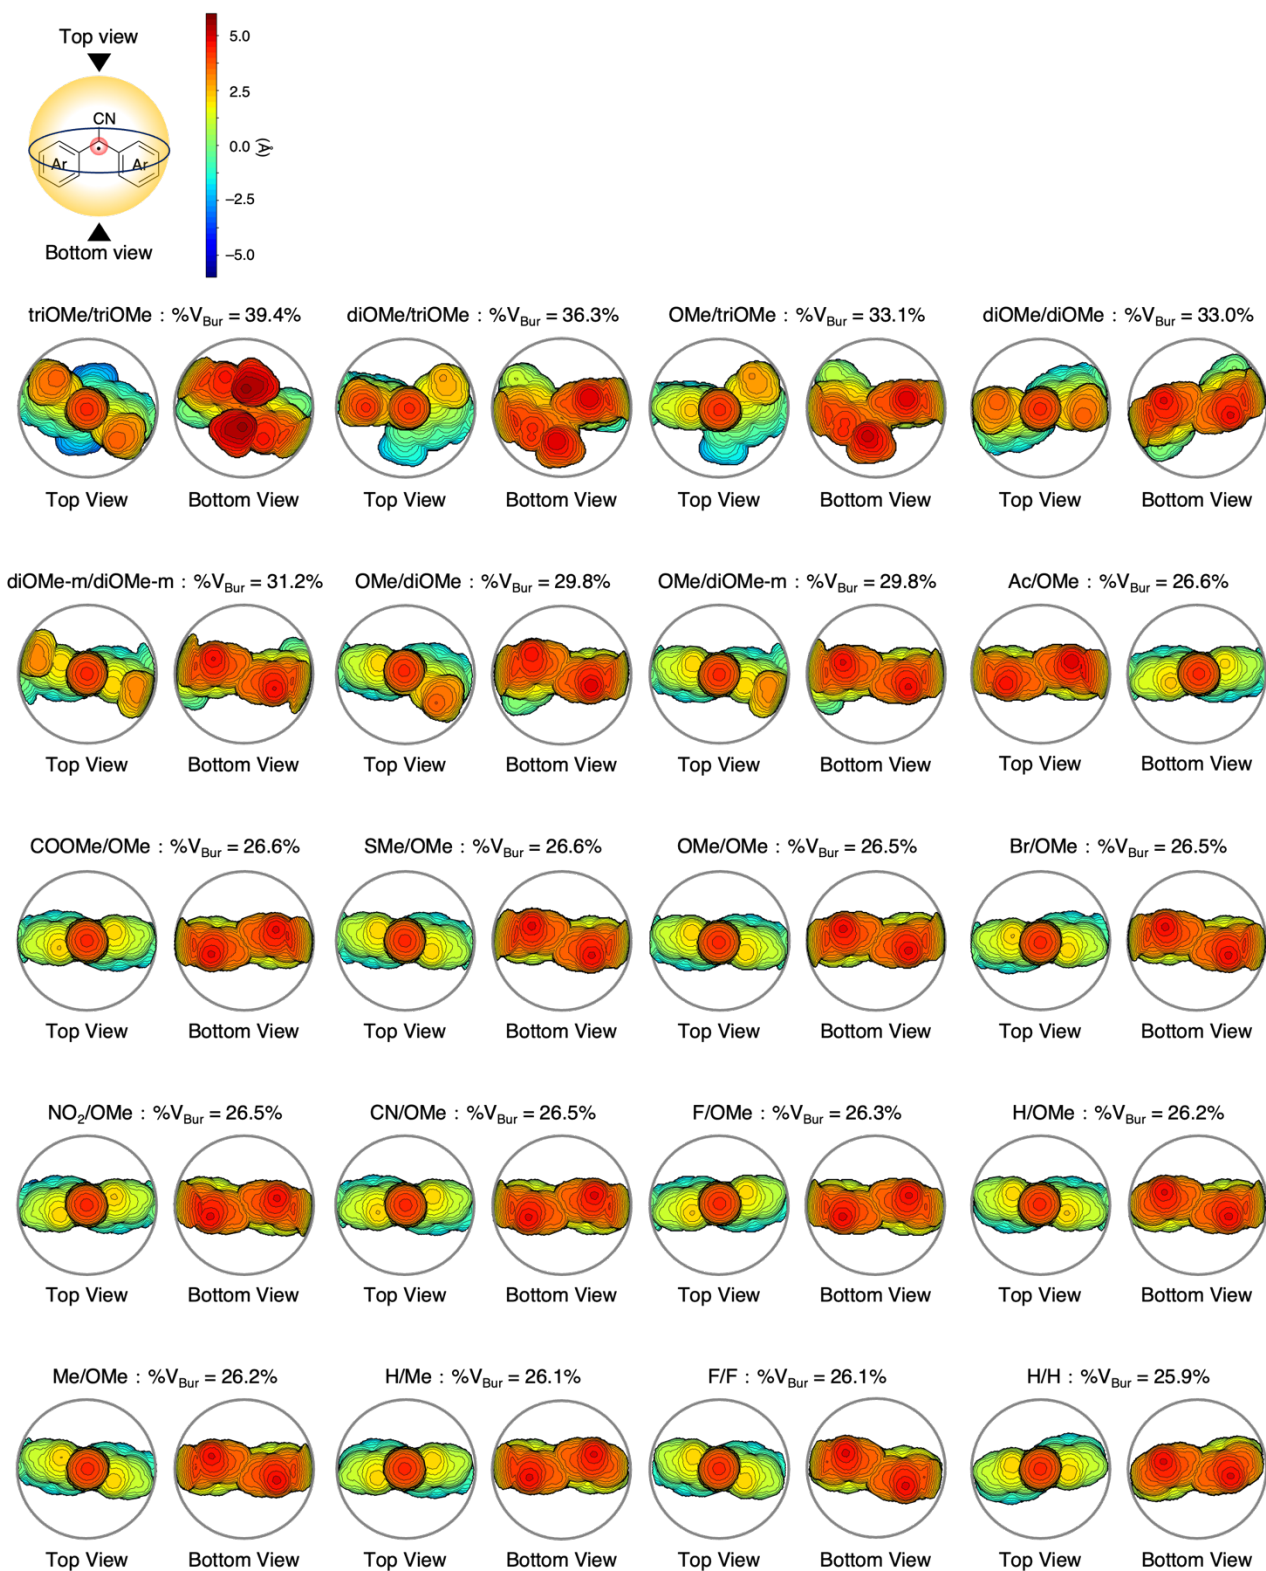 Top view
CN
Ar Ar
Bottom view
5.0
2.5
0.0
−2.5
−5.0
(Å)
triOMe/triOMe : %VBur = 39.4% diOMe/triOMe : %VBur = 36.3% OMe/triOMe : %VBur = 33.1% diOMe/diOMe : %VBur = 33.0%
Top View Bottom View Top View Bottom View Top View Bottom View Top View Bottom View
diOMe-m/diOMe-m : %VBur = 31.2% OMe/diOMe : %VBur = 29.8% OMe/diOMe-m : %VBur = 29.8% Ac/OMe : %VBur = 26.6%
Top View Bottom View Top View Bottom View Top View Bottom View Top View Bottom View
COOMe/OMe : %VBur = 26.6% SMe/OMe : %VBur = 26.6% OMe/OMe : %VBur = 26.5% Br/OMe : %VBur = 26.5%
Top View Bottom View Top View Bottom View Top View Bottom View Top View Bottom View
NO2/OMe : %VBur = 26.5% CN/OMe : %VBur = 26.5% F/OMe : %VBur = 26.3% H/OMe : %VBur = 26.2%
Top View Bottom View Top View Bottom View Top View Bottom View Top View Bottom View
Me/OMe : %VBur = 26.2% H/Me : %VBur = 26.1% F/F : %VBur = 26.1% H/H : %VBur = 25.9%
Top View Bottom View Top View Bottom View Top View Bottom View Top View Bottom View